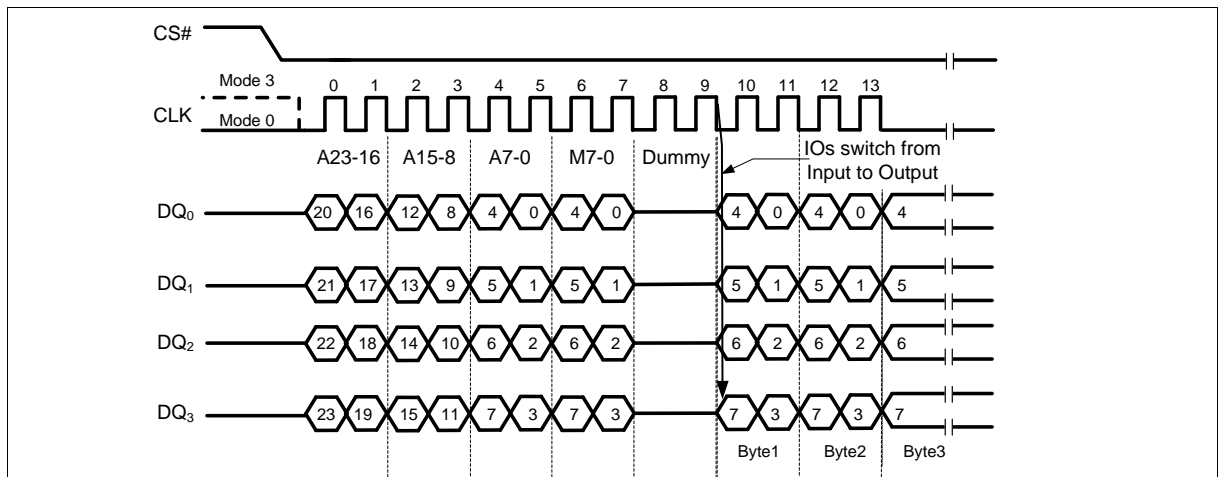 CS#
Mode 3
0 1 2 3 4 5 6 7 8 9 10 11 12 13
CLK
Mode 0
A23-16 A15-8 A7-0 M7-0 Dummy
IOs switch from
Input to Output
DQ₀ 20 16 12 8 4 0 4 0 4 0 4 0 4
DQ₁ 21 17 13 9 5 1 5 1 5 1 5 1 5
DQ₂ 22 18 14 10 6 2 6 2 6 2 6 2 6
DQ₃ 23 19 15 11 7 3 7 3 7 3 7 3 7
Byte1 Byte2 Byte3